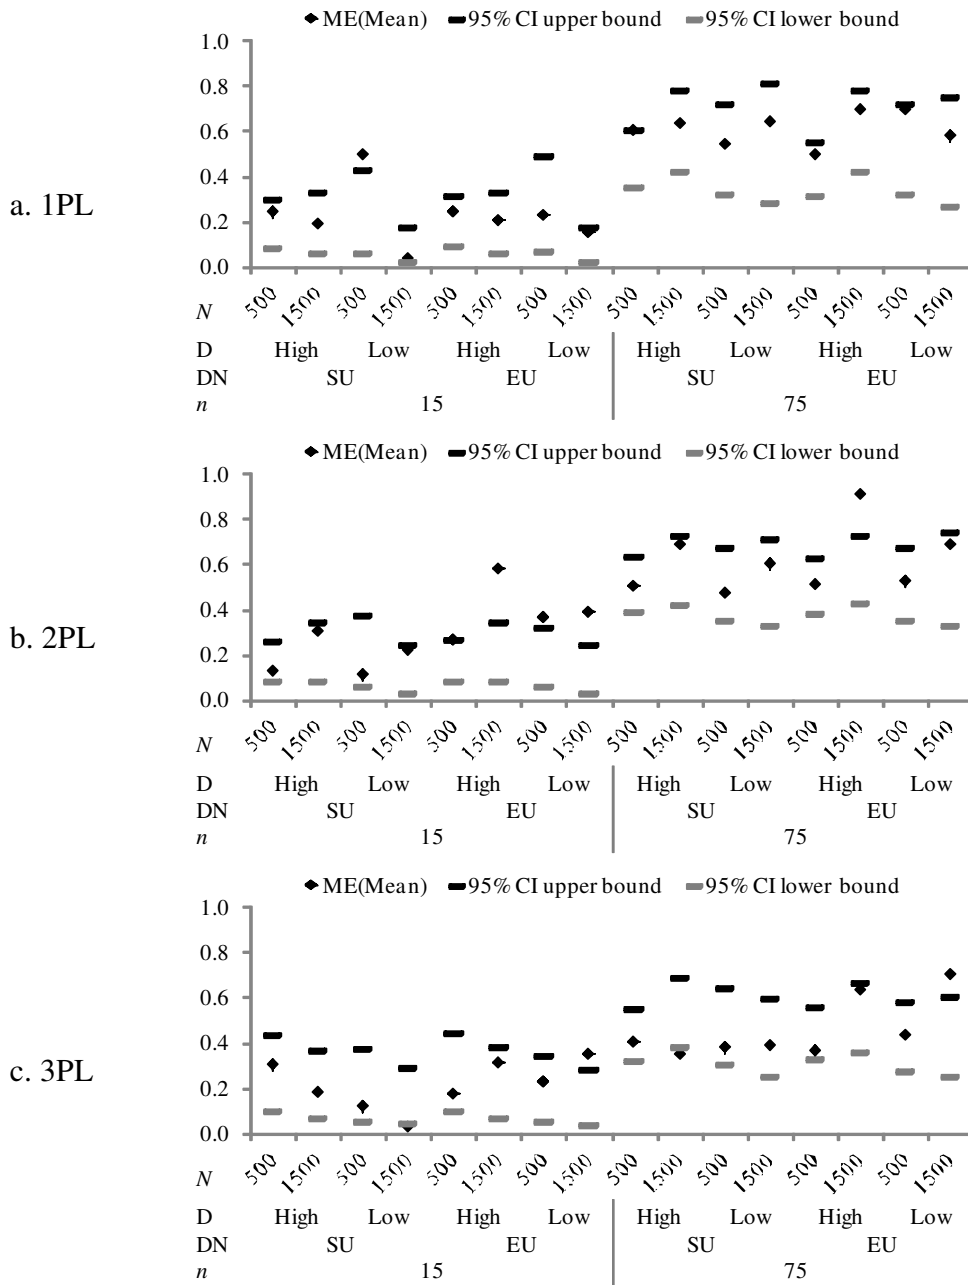 ME(Mean) 95% CI upper bound 95% CI lower bound
1.0
0.8
0.6
0.4
0.2
0.0
a. 1PL
N 500 1500 500 1500 500 1500 500 1500 500 1500 500 1500 500 1500 500 1500
D High Low High Low High Low High Low
DN SU EU SU EU
n 15 75
ME(Mean) 95% CI upper bound 95% CI lower bound
1.0
0.8
0.6
0.4
0.2
0.0
b. 2PL
N 500 1500 500 1500 500 1500 500 1500 500 1500 500 1500 500 1500 500 1500
D High Low High Low High Low High Low
DN SU EU SU EU
n 15 75
ME(Mean) 95% CI upper bound 95% CI lower bound
1.0
0.8
0.6
0.4
0.2
0.0
c. 3PL
N 500 1500 500 1500 500 1500 500 1500 500 1500 500 1500 500 1500 500 1500
D High Low High Low High Low High Low
DN SU EU SU EU
n 15 75